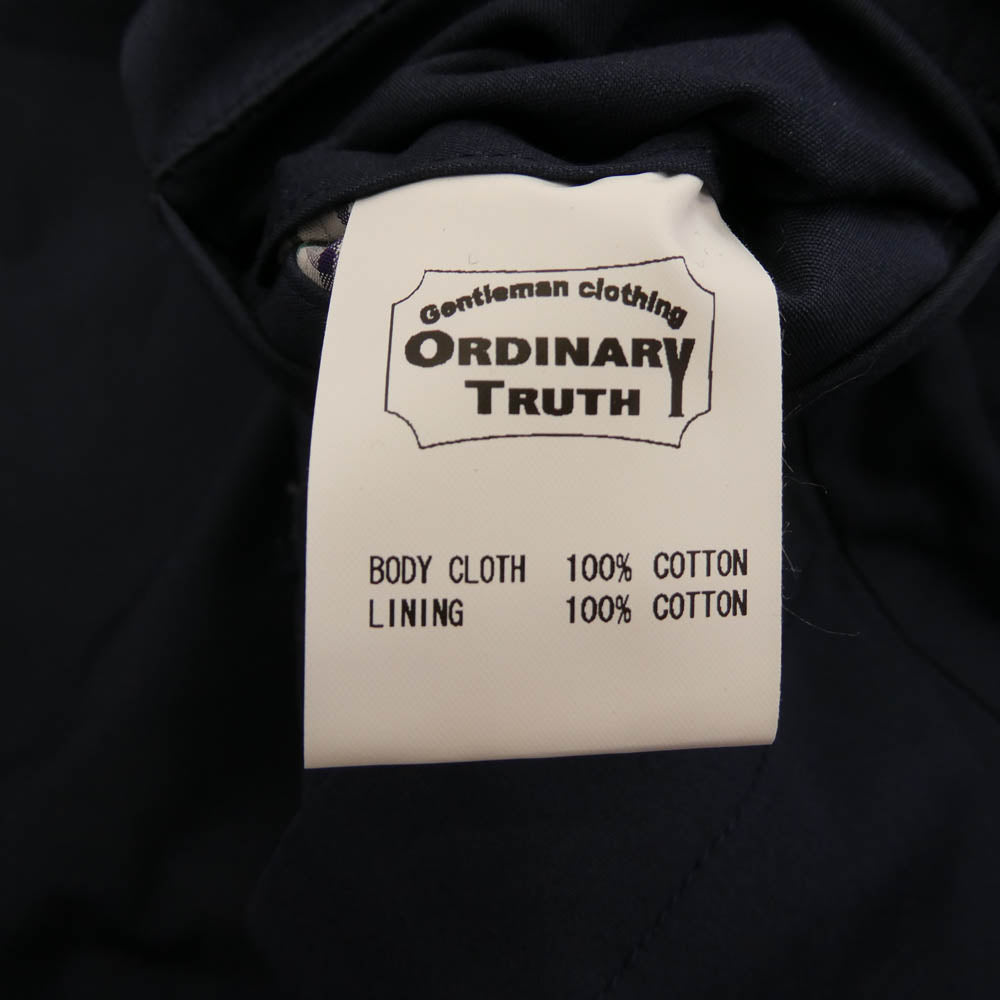 Gentleman clothing
ORDINARY
TRUTH
BODY CLOTH 100% COTTON
LINING 100% COTTON